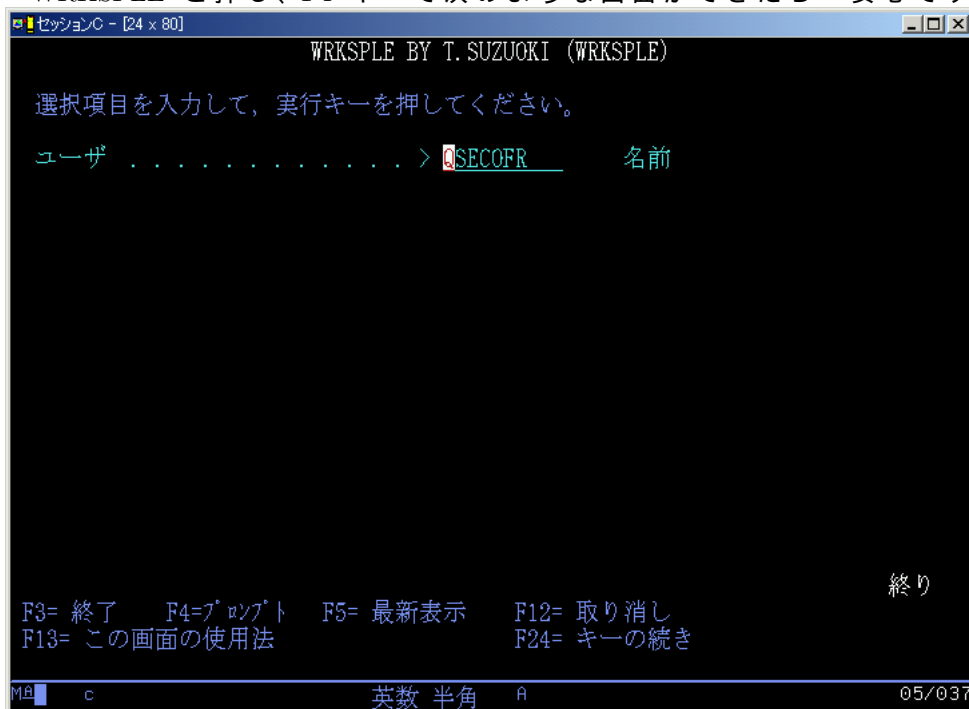 セッションC - [24 x 80]
WRKSPLE BY T.SUZUOKI (WRKSPLE)
選択項目を入力して, 実行キーを押してください。
ユーザ . . . . . . . . . . . . . > QSECOFR 名前
終り
F3= 終了 F4=ﾌﾟﾛﾝﾌﾟﾄ F5= 最新表示 F12= 取り消し
F13= この画面の使用法 F24= キーの続き
MA c 英数 半角 A 05/037